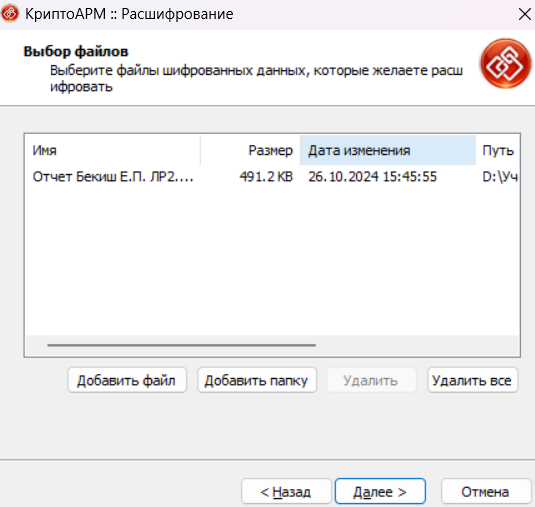 КриптоАРМ :: Расшифрование
Выбор файлов
Выберите файлы шифрованных данных, которые желаете расш
ифровать
Имя Размер Дата изменения Путь
Отчет Бекиш Е.П. ЛР2.... 491.2 KB 26.10.2024 15:45:55 D:\Уч
Добавить файл Добавить папку Удалить Удалить все
< Назад Далее > Отмена